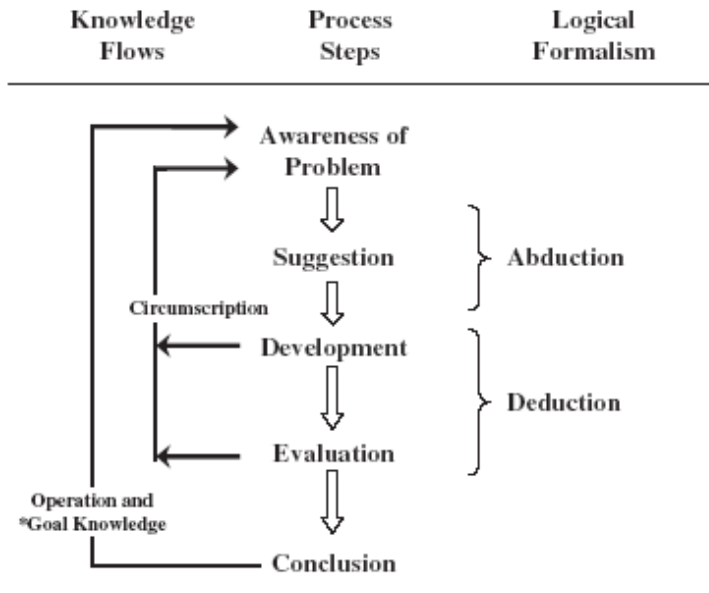 Knowledge Flows
Process Steps
Logical Formalism
Awareness of
Problem
Suggestion
Abduction
Circumscription
Development
Deduction
Evaluation
Operation and
*Goal Knowledge
Conclusion